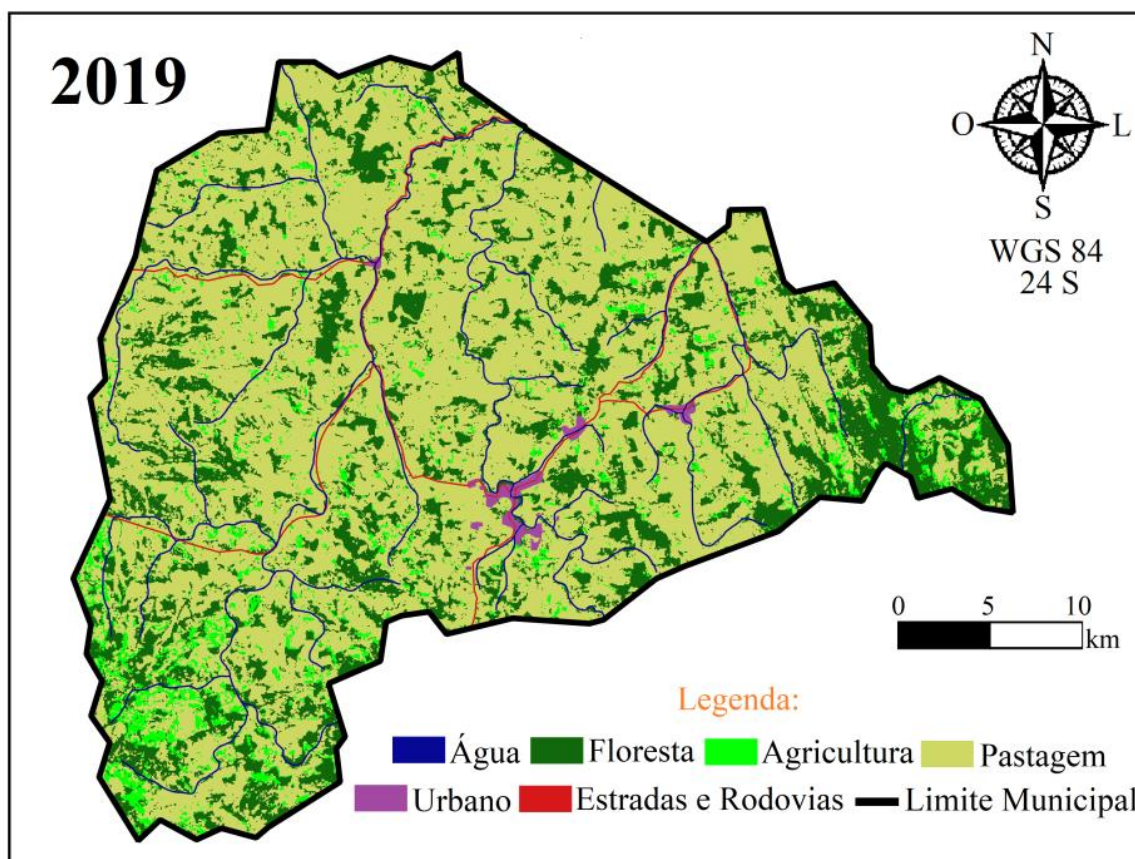 2019
N
O
L
S
WGS 84
24 S
0 5 10
km
Legenda:
Água Floresta Agricultura Pastagem
Urbano Estradas e Rodovias Limite Municipal